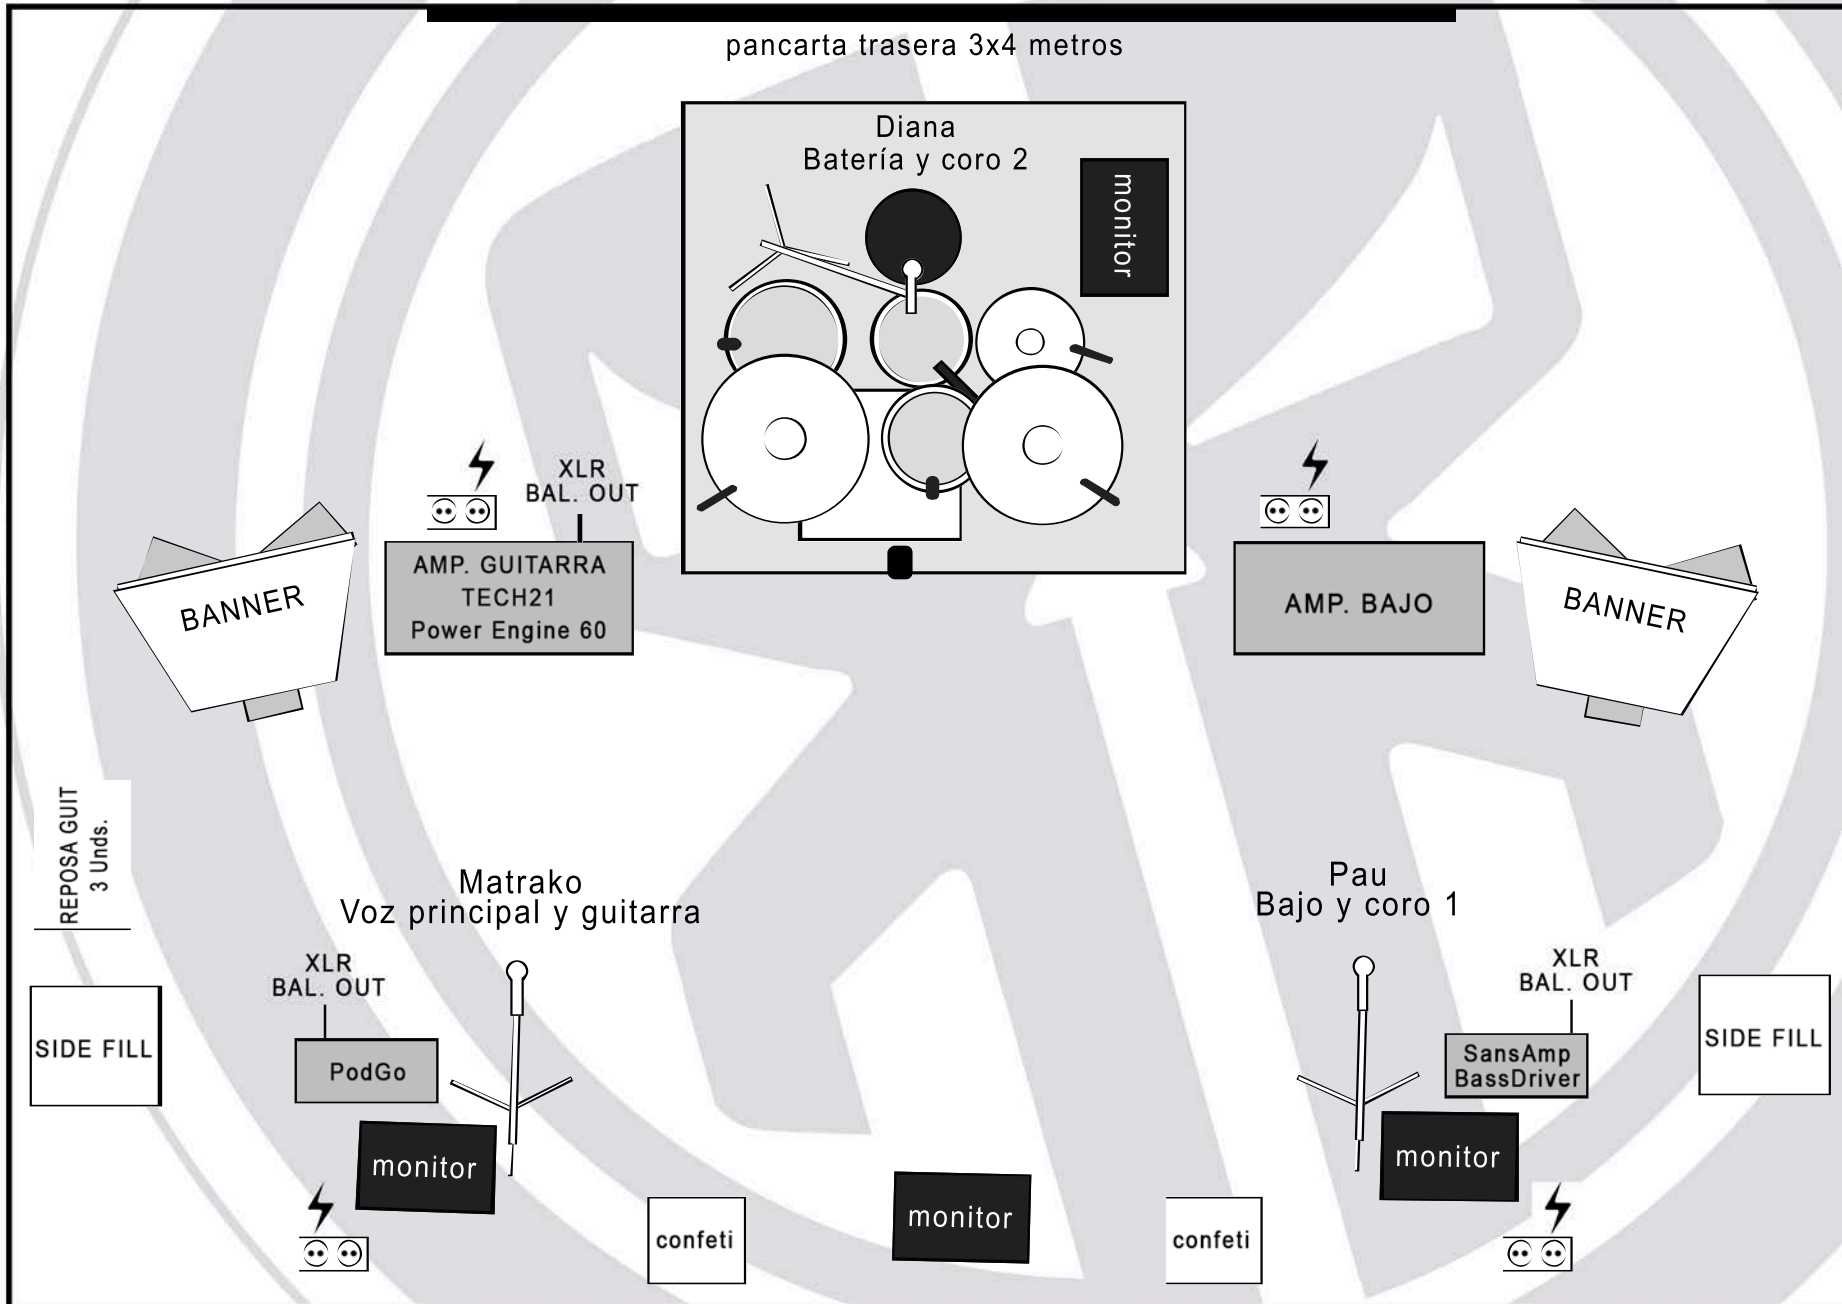 pancarta trasera 3x4 metros
Diana
Batería y coro 2
monitor
XLR
BAL. OUT
AMP. GUITARRA
TECH21
Power Engine 60
BANNER
AMP. BAJO
BANNER
REPOSA GUIT
3 Unds.
Matrako
Voz principal y guitarra
Pau
Bajo y coro 1
XLR
BAL. OUT
XLR
BAL. OUT
SIDE FILL
PodGo
SansAmp
BassDriver
SIDE FILL
monitor
monitor
monitor
confeti
confeti